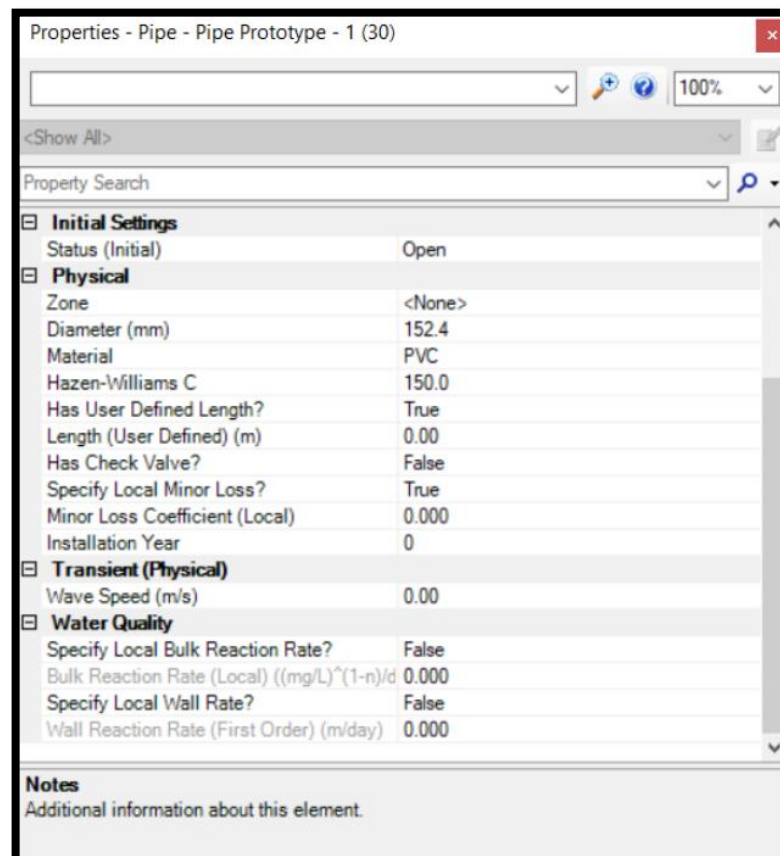 Properties - Pipe - Pipe Prototype - 1 (30)
100%
<Show All>
Property Search
Initial Settings
Status (Initial) Open
Physical
Zone <None>
Diameter (mm) 152.4
Material PVC
Hazen-Williams C 150.0
Has User Defined Length? True
Length (User Defined) (m) 0.00
Has Check Valve? False
Specify Local Minor Loss? True
Minor Loss Coefficient (Local) 0.000
Installation Year 0
Transient (Physical)
Wave Speed (m/s) 0.00
Water Quality
Specify Local Bulk Reaction Rate? False
Bulk Reaction Rate (Local) ((mg/L)^(1-n)/d 0.000
Specify Local Wall Rate? False
Wall Reaction Rate (First Order) (m/day) 0.000
Notes
Additional information about this element.